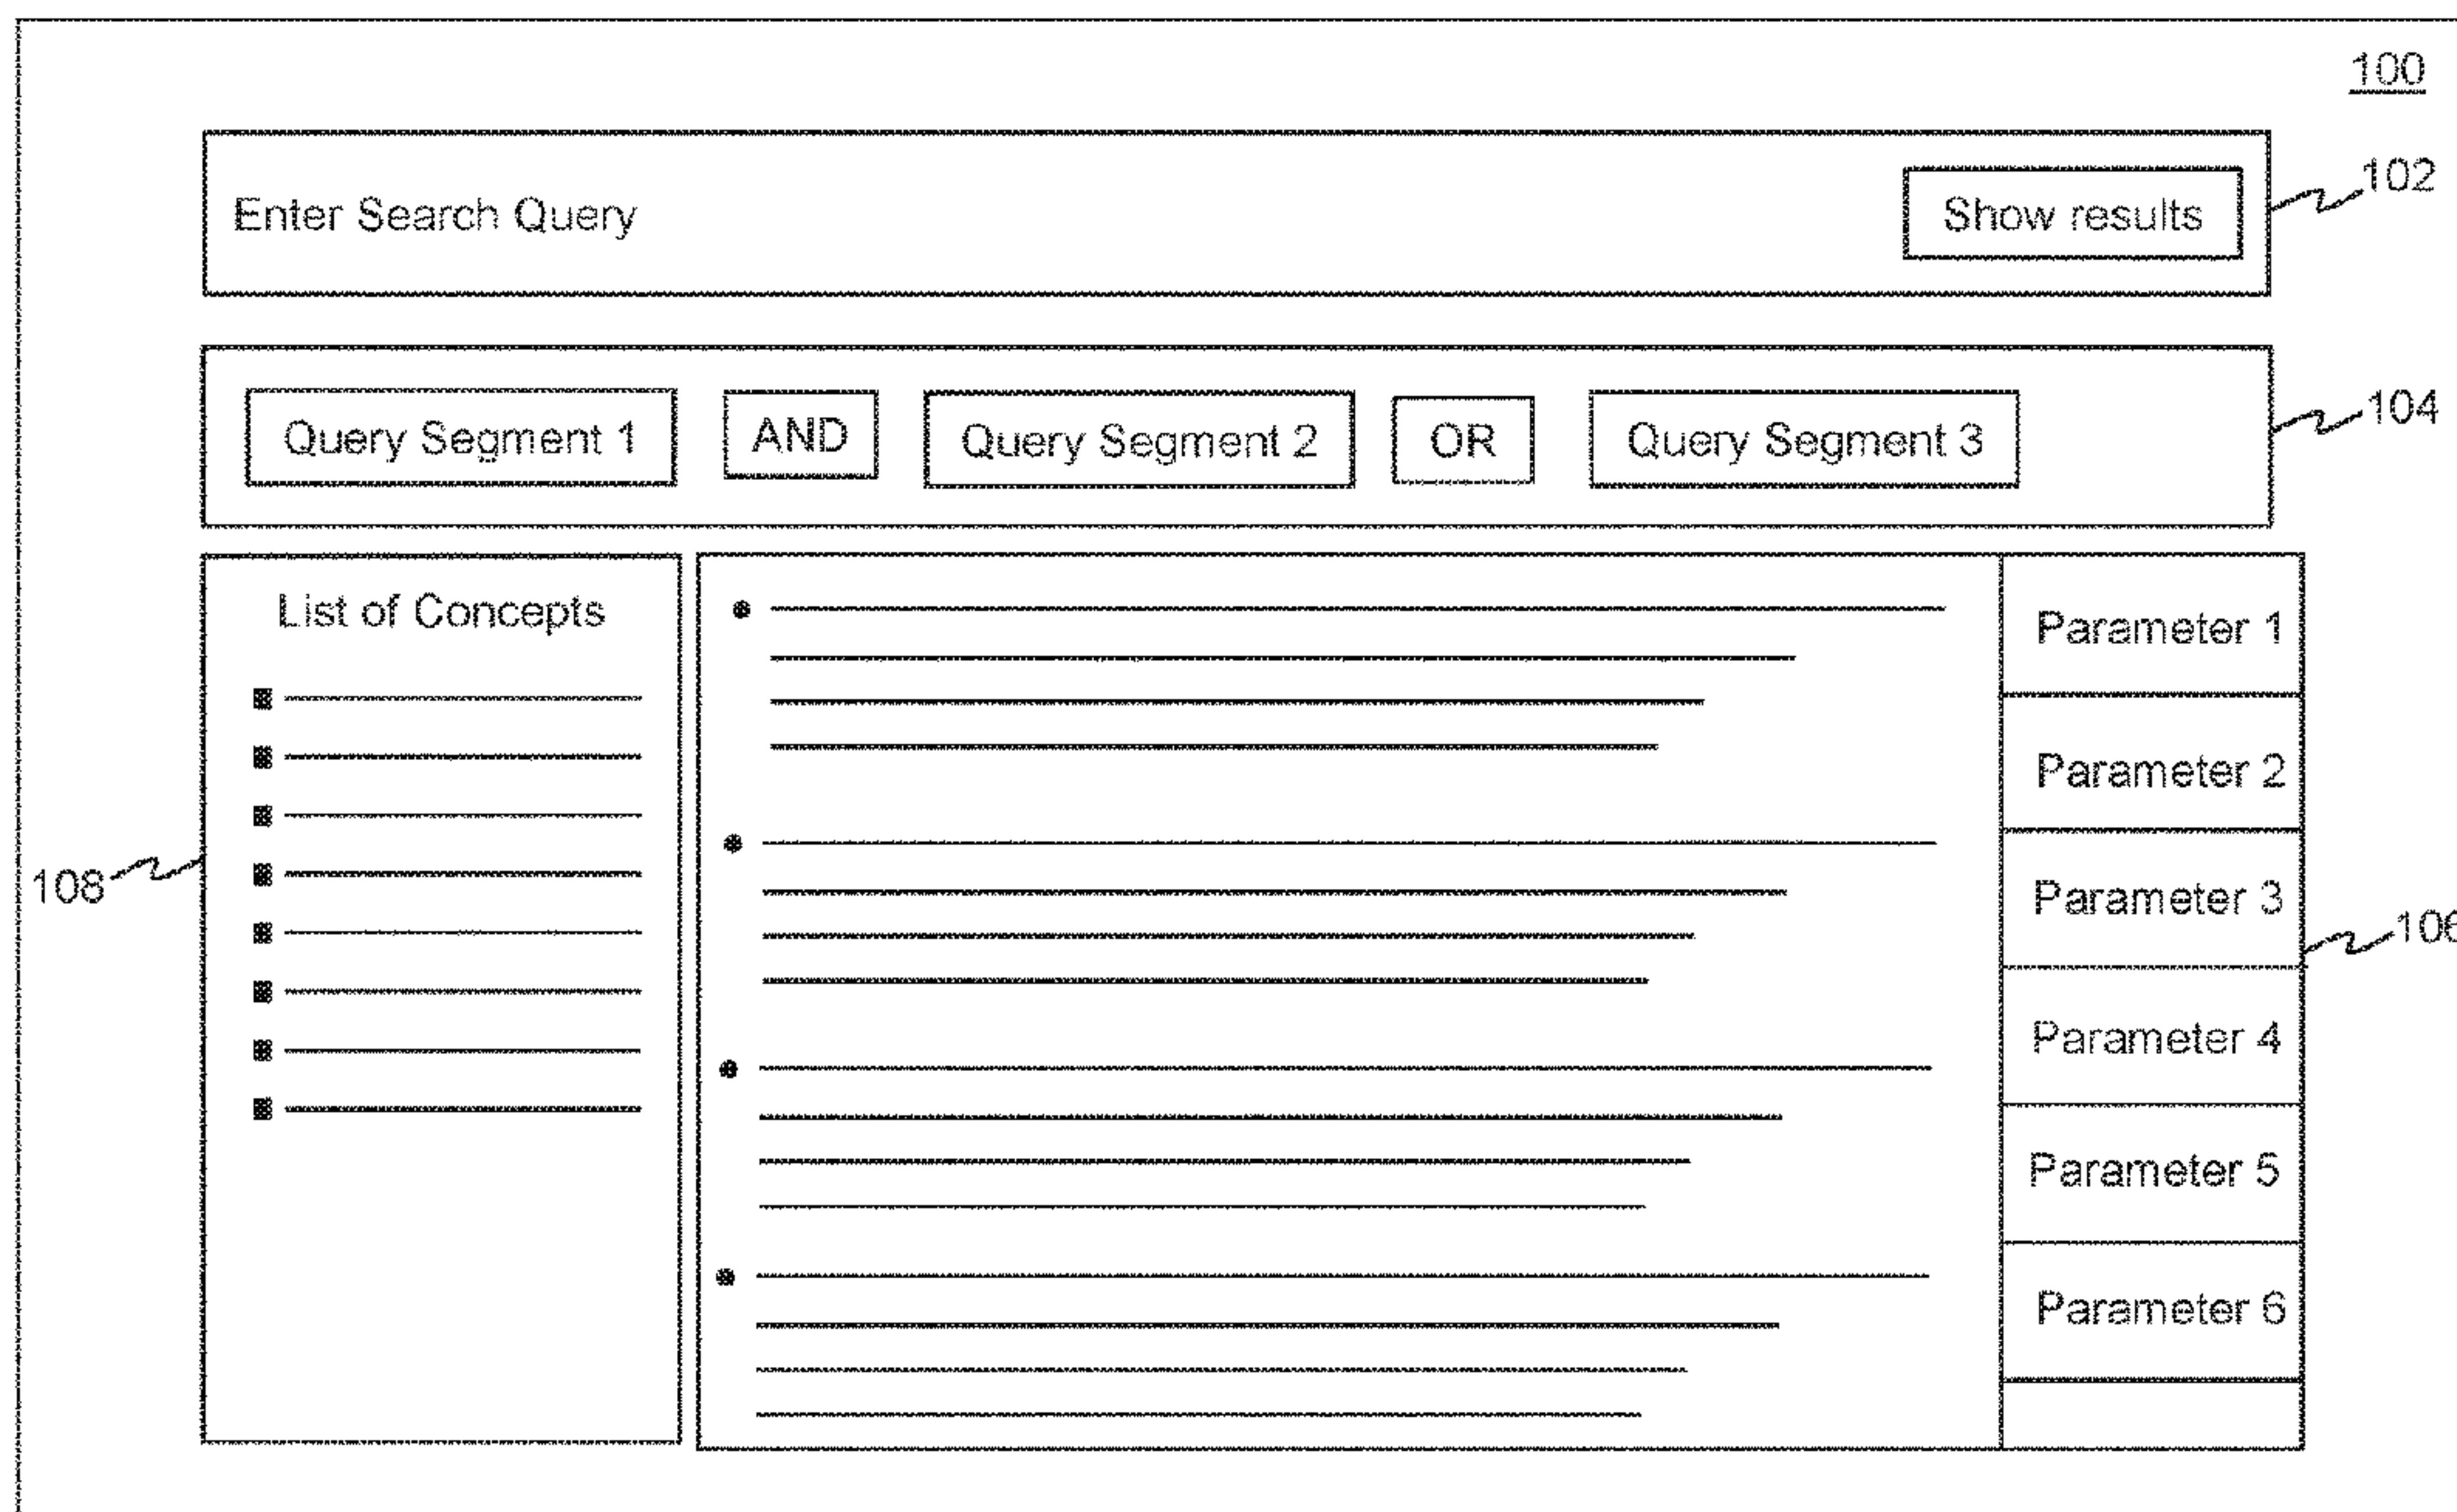 100
Enter Search Query Show results
102
Query Segment 1 AND Query Segment 2 OR Query Segment 3
104
List of Concepts
108
Parameter 1
Parameter 2
Parameter 3
106
Parameter 4
Parameter 5
Parameter 6